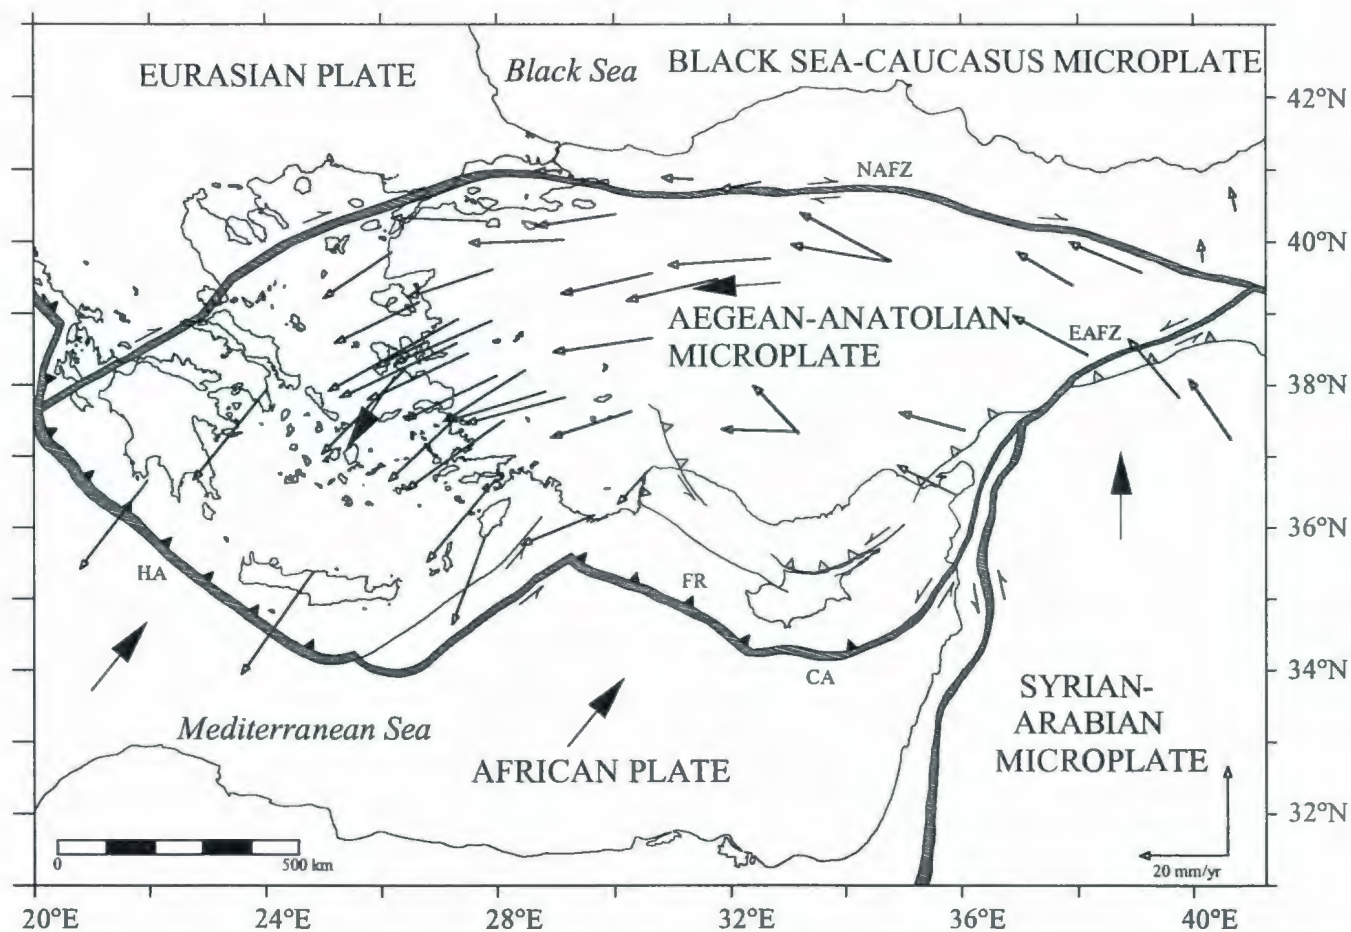 EURASIAN PLATE
Black Sea
BLACK SEA-CAUCASUS MICROPLATE
42°N
NAFZ
40°N
AEGEAN-ANATOLIAN
MICROPLATE
EAFZ
38°N
36°N
HA
FR
CA
34°N
SYRIAN-
ARABIAN
MICROPLATE
Mediterranean Sea
AFRICAN PLATE
32°N
0
500 km
20 mm/yr
20°E
24°E
28°E
32°E
36°E
40°E